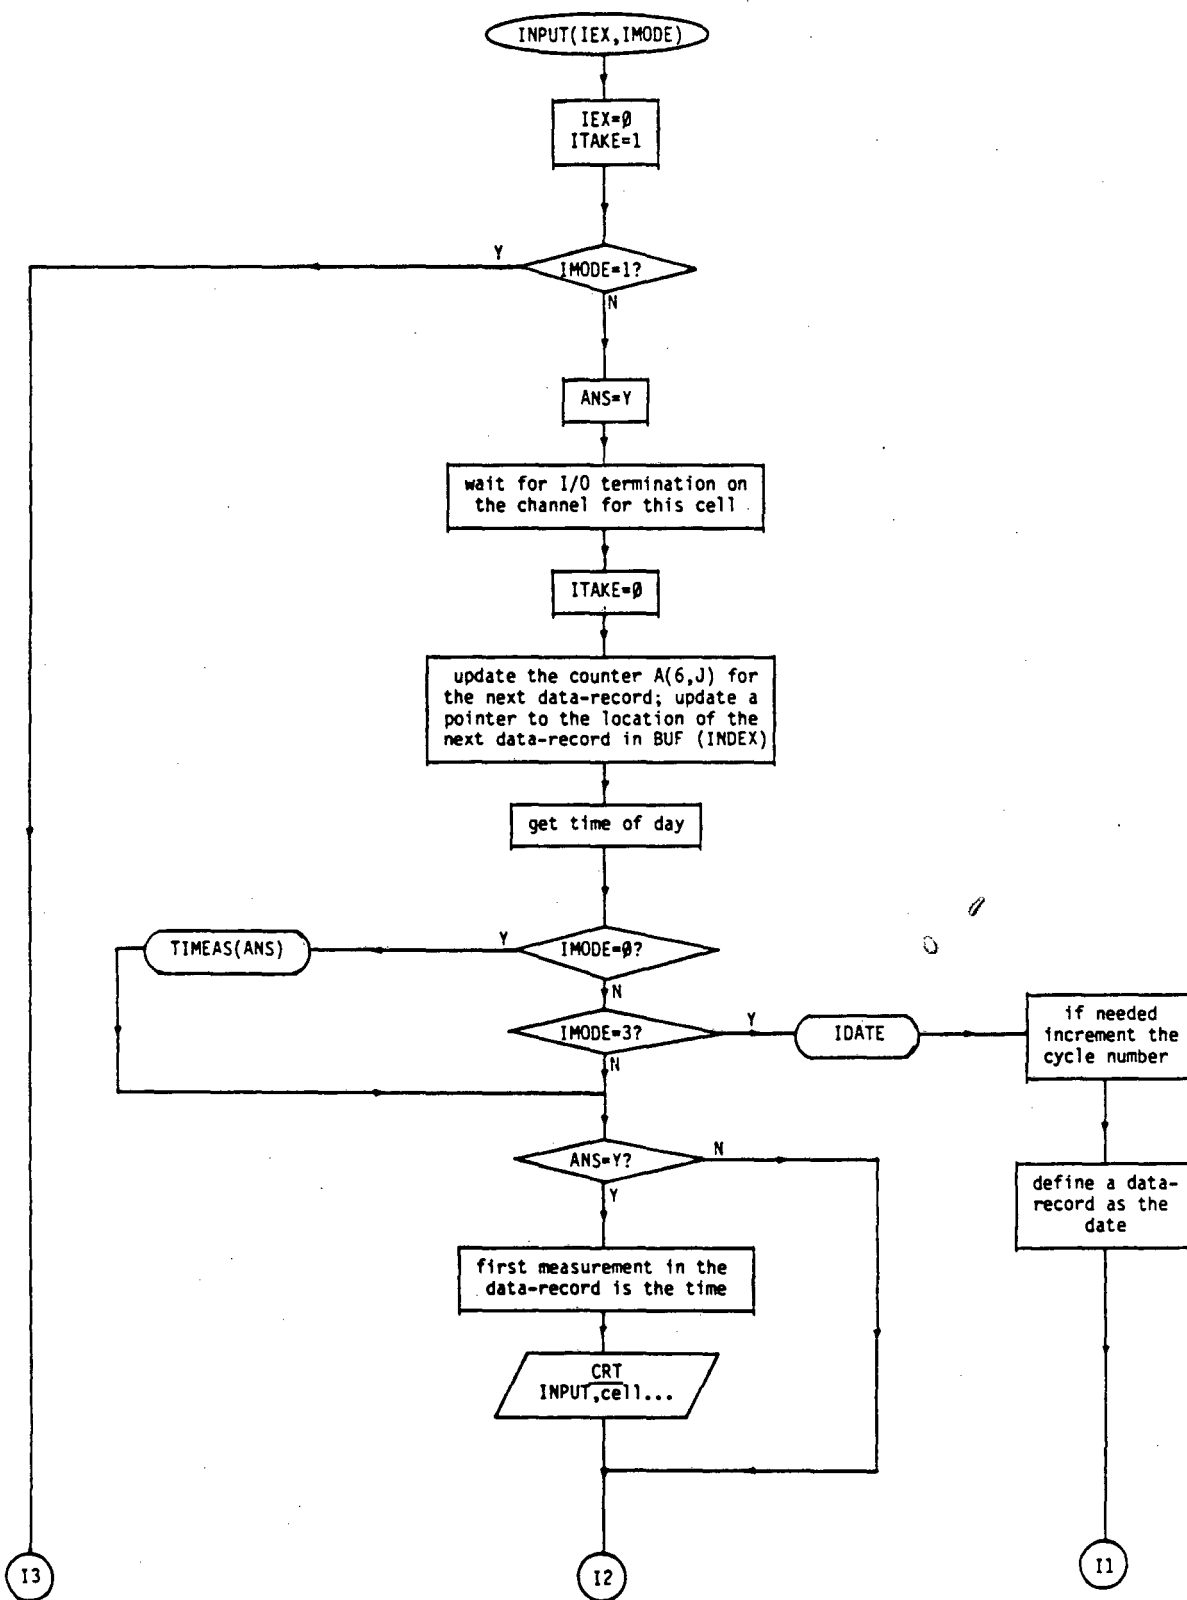 INPUT(IEX,IMODE)
IEX=Ø
ITAKE=1
Y
IMODE=1?
N
ANS=Y
wait for I/O termination on
the channel for this cell
ITAKE=Ø
update the counter A(6,J) for
the next data-record; update a
pointer to the location of the
next data-record in BUF (INDEX)
get time of day
TIMEAS(ANS)
Y
IMODE=Ø?
N
IMODE=3?
Y
IDATE
if needed
increment the
cycle number
N
ANS=Y?
N
Y
define a data-
record as the
date
first measurement in the
data-record is the time
CRT
INPUT,cell...
I3
I2
I1